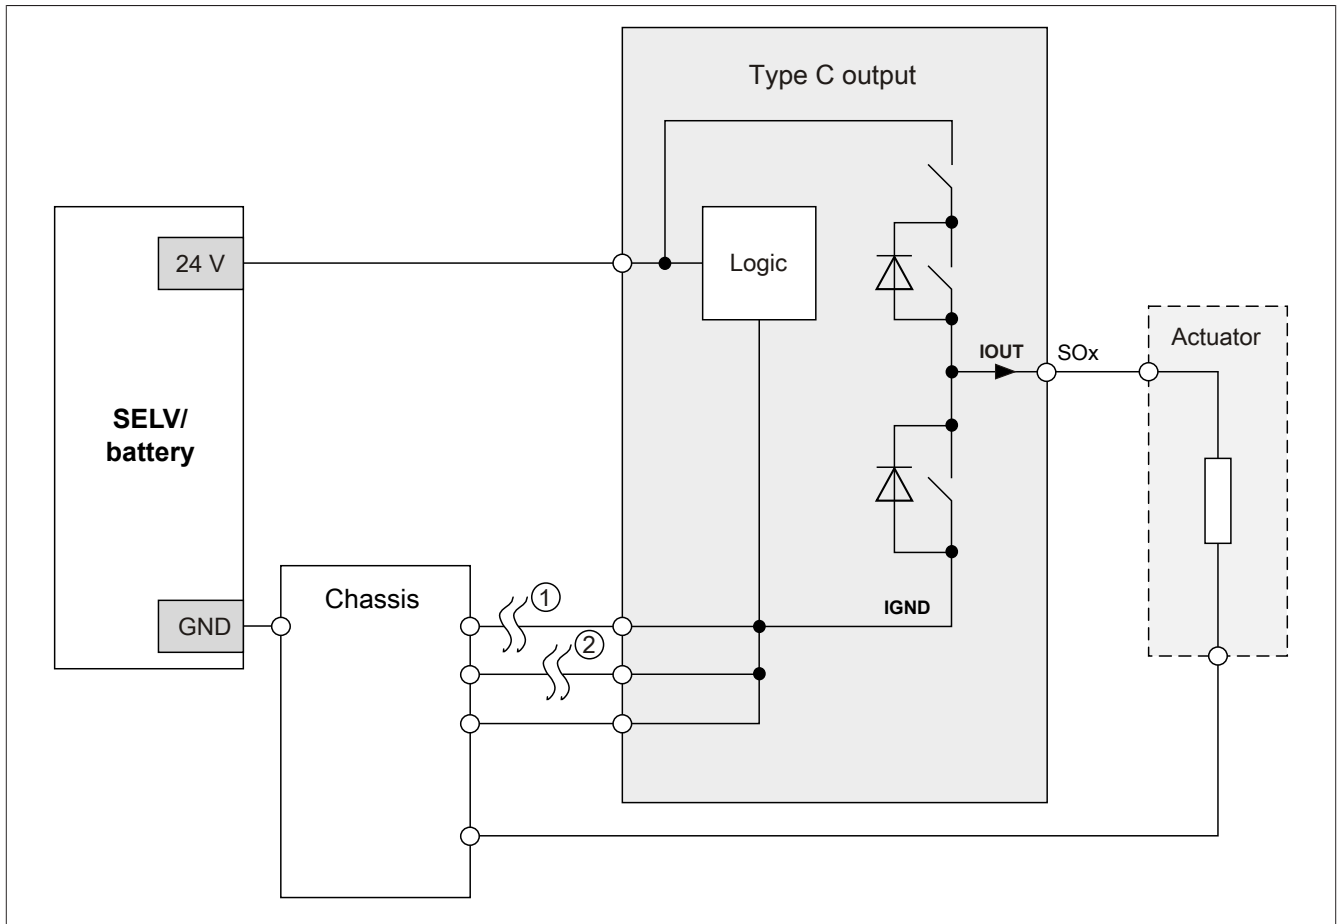 Type C output
24 V
Logic
IOUT
SOx
Actuator
SELV/
battery
Chassis
1
GND
IGND
2